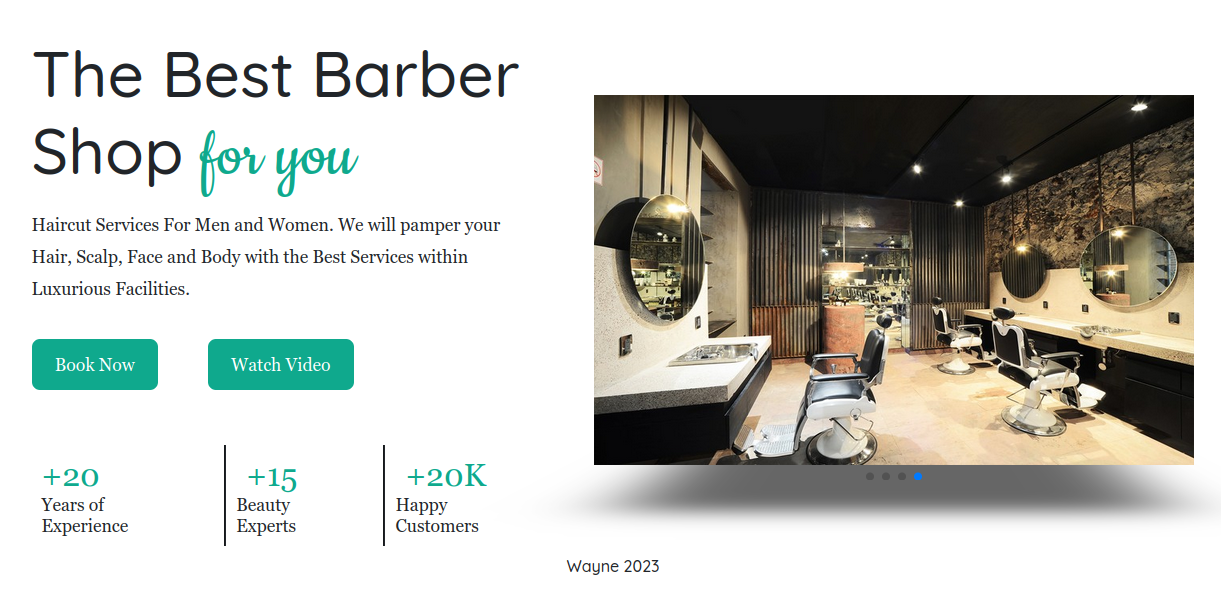 The Best Barber
Shop for you
Haircut Services For Men and Women. We will pamper your
Hair, Scalp, Face and Body with the Best Services within
Luxurious Facilities.
Book Now
Watch Video
+20
Years of
Experience
+15
Beauty
Experts
+20K
Happy
Customers
Wayne 2023